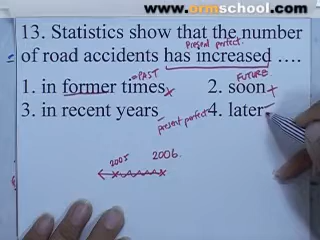 www.ormschool.com
13. Statistics show that the number
present perfect.
of road accidents has increased ....
=PAST
FUTURE
1. in former times x 2. soon x
3. in recent years 4. later
present perfect
2005 2006